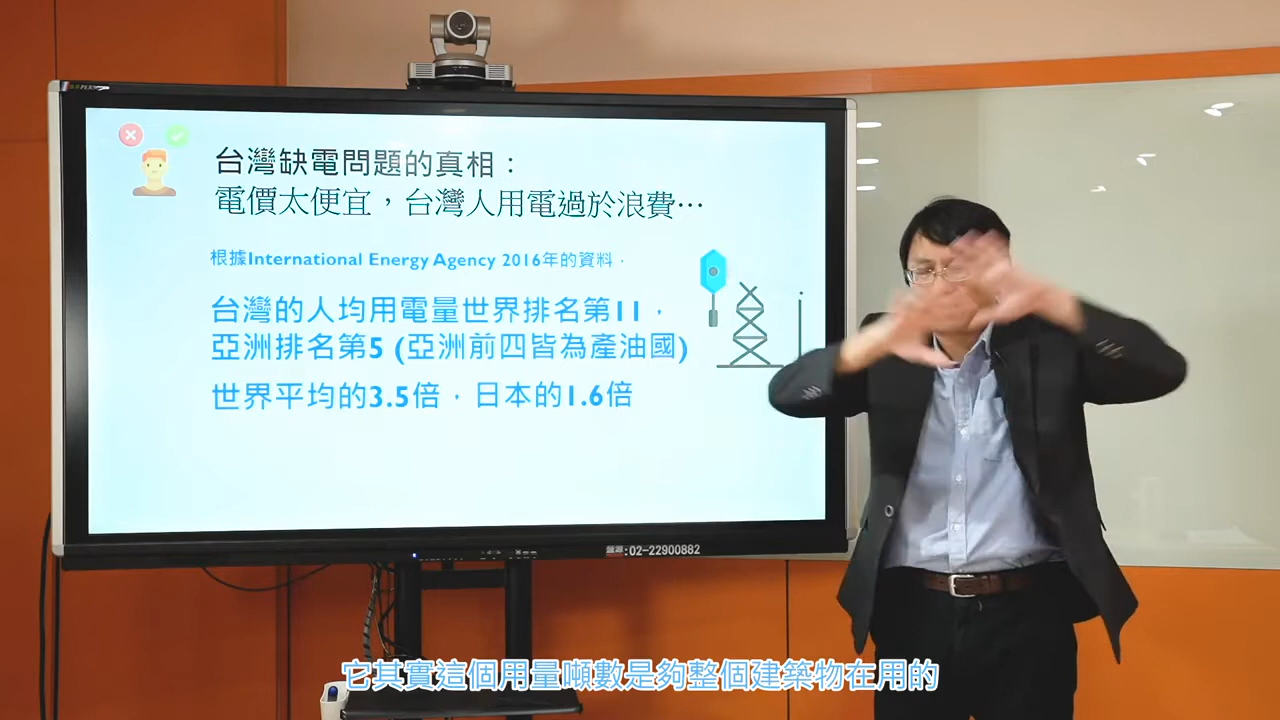 台灣缺電問題的真相：
電價太便宜，台灣人用電過於浪費…
根據International Energy Agency 2016年的資料，
台灣的人均用電量世界排名第11，
亞洲排名第5 (亞洲前四皆為產油國)
世界平均的3.5倍，日本的1.6倍
:02-22900882
它其實這個用量噸數是夠整個建築物在用的